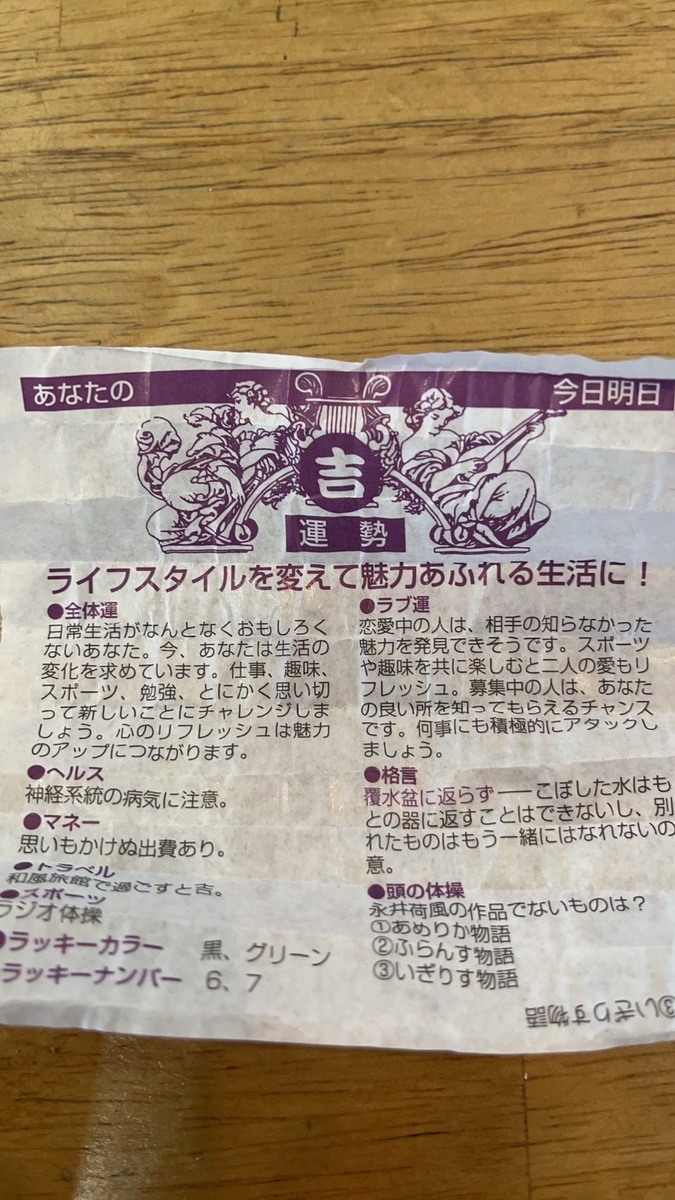 あなたの
今日明日
吉
運勢
ライフスタイルを変えて魅力あふれる生活に！
●全体運
日常生活がなんとなくおもしろく
ないあなた。今、あなたは生活の
変化を求めています。仕事、趣味、
スポーツ、勉強、とにかく思い切
って新しいことにチャレンジしま
しょう。心のリフレッシュは魅力
のアップにつながります。
●ヘルス
神経系統の病気に注意。
●マネー
思いもかけぬ出費あり。
●トラベル
和風旅館で過ごすと吉。
●スポーツ
ラジオ体操
●ラッキーカラー 黒、グリーン
ラッキーナンバー 6、7
●ラブ運
恋愛中の人は、相手の知らなかった
魅力を発見できそうです。スポーツ
や趣味を共に楽しむと二人の愛もリ
フレッシュ。募集中の人は、あなた
の良い所を知ってもらえるチャンス
です。何事にも積極的にアタックし
ましょう。
●格言
覆水盆に返らず――こぼした水はも
との器に返すことはできないし、別
れたものはもう一緒にはなれないの
意。
●頭の体操
永井荷風の作品でないものは？
①あめりか物語
②ふらんす物語
③いぎりす物語
③いぎりす物語